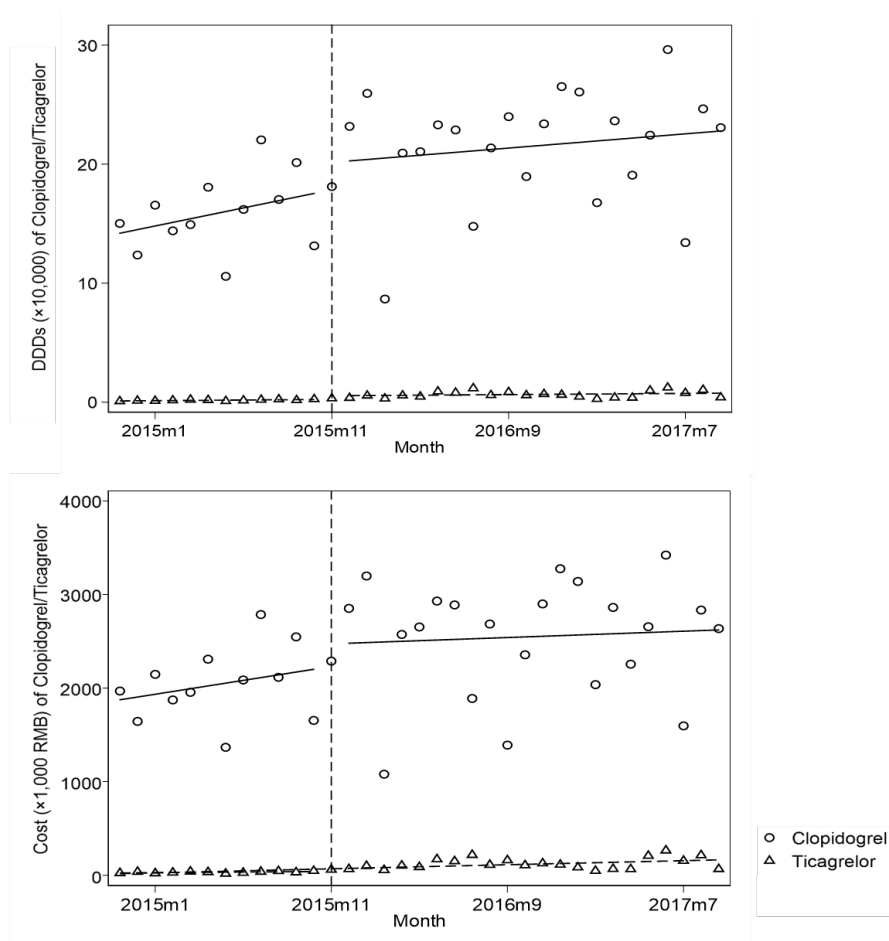 DDDs (×10,000) of Clopidogrel/Ticagrelor
30
20
10
0
2015m1 2015m11 2016m9 2017m7
Month
Cost (×1,000 RMB) of Clopidogrel/Ticagrelor
4000
3000
2000
1000
0
2015m1 2015m11 2016m9 2017m7
Month
Clopidogrel
Ticagrelor